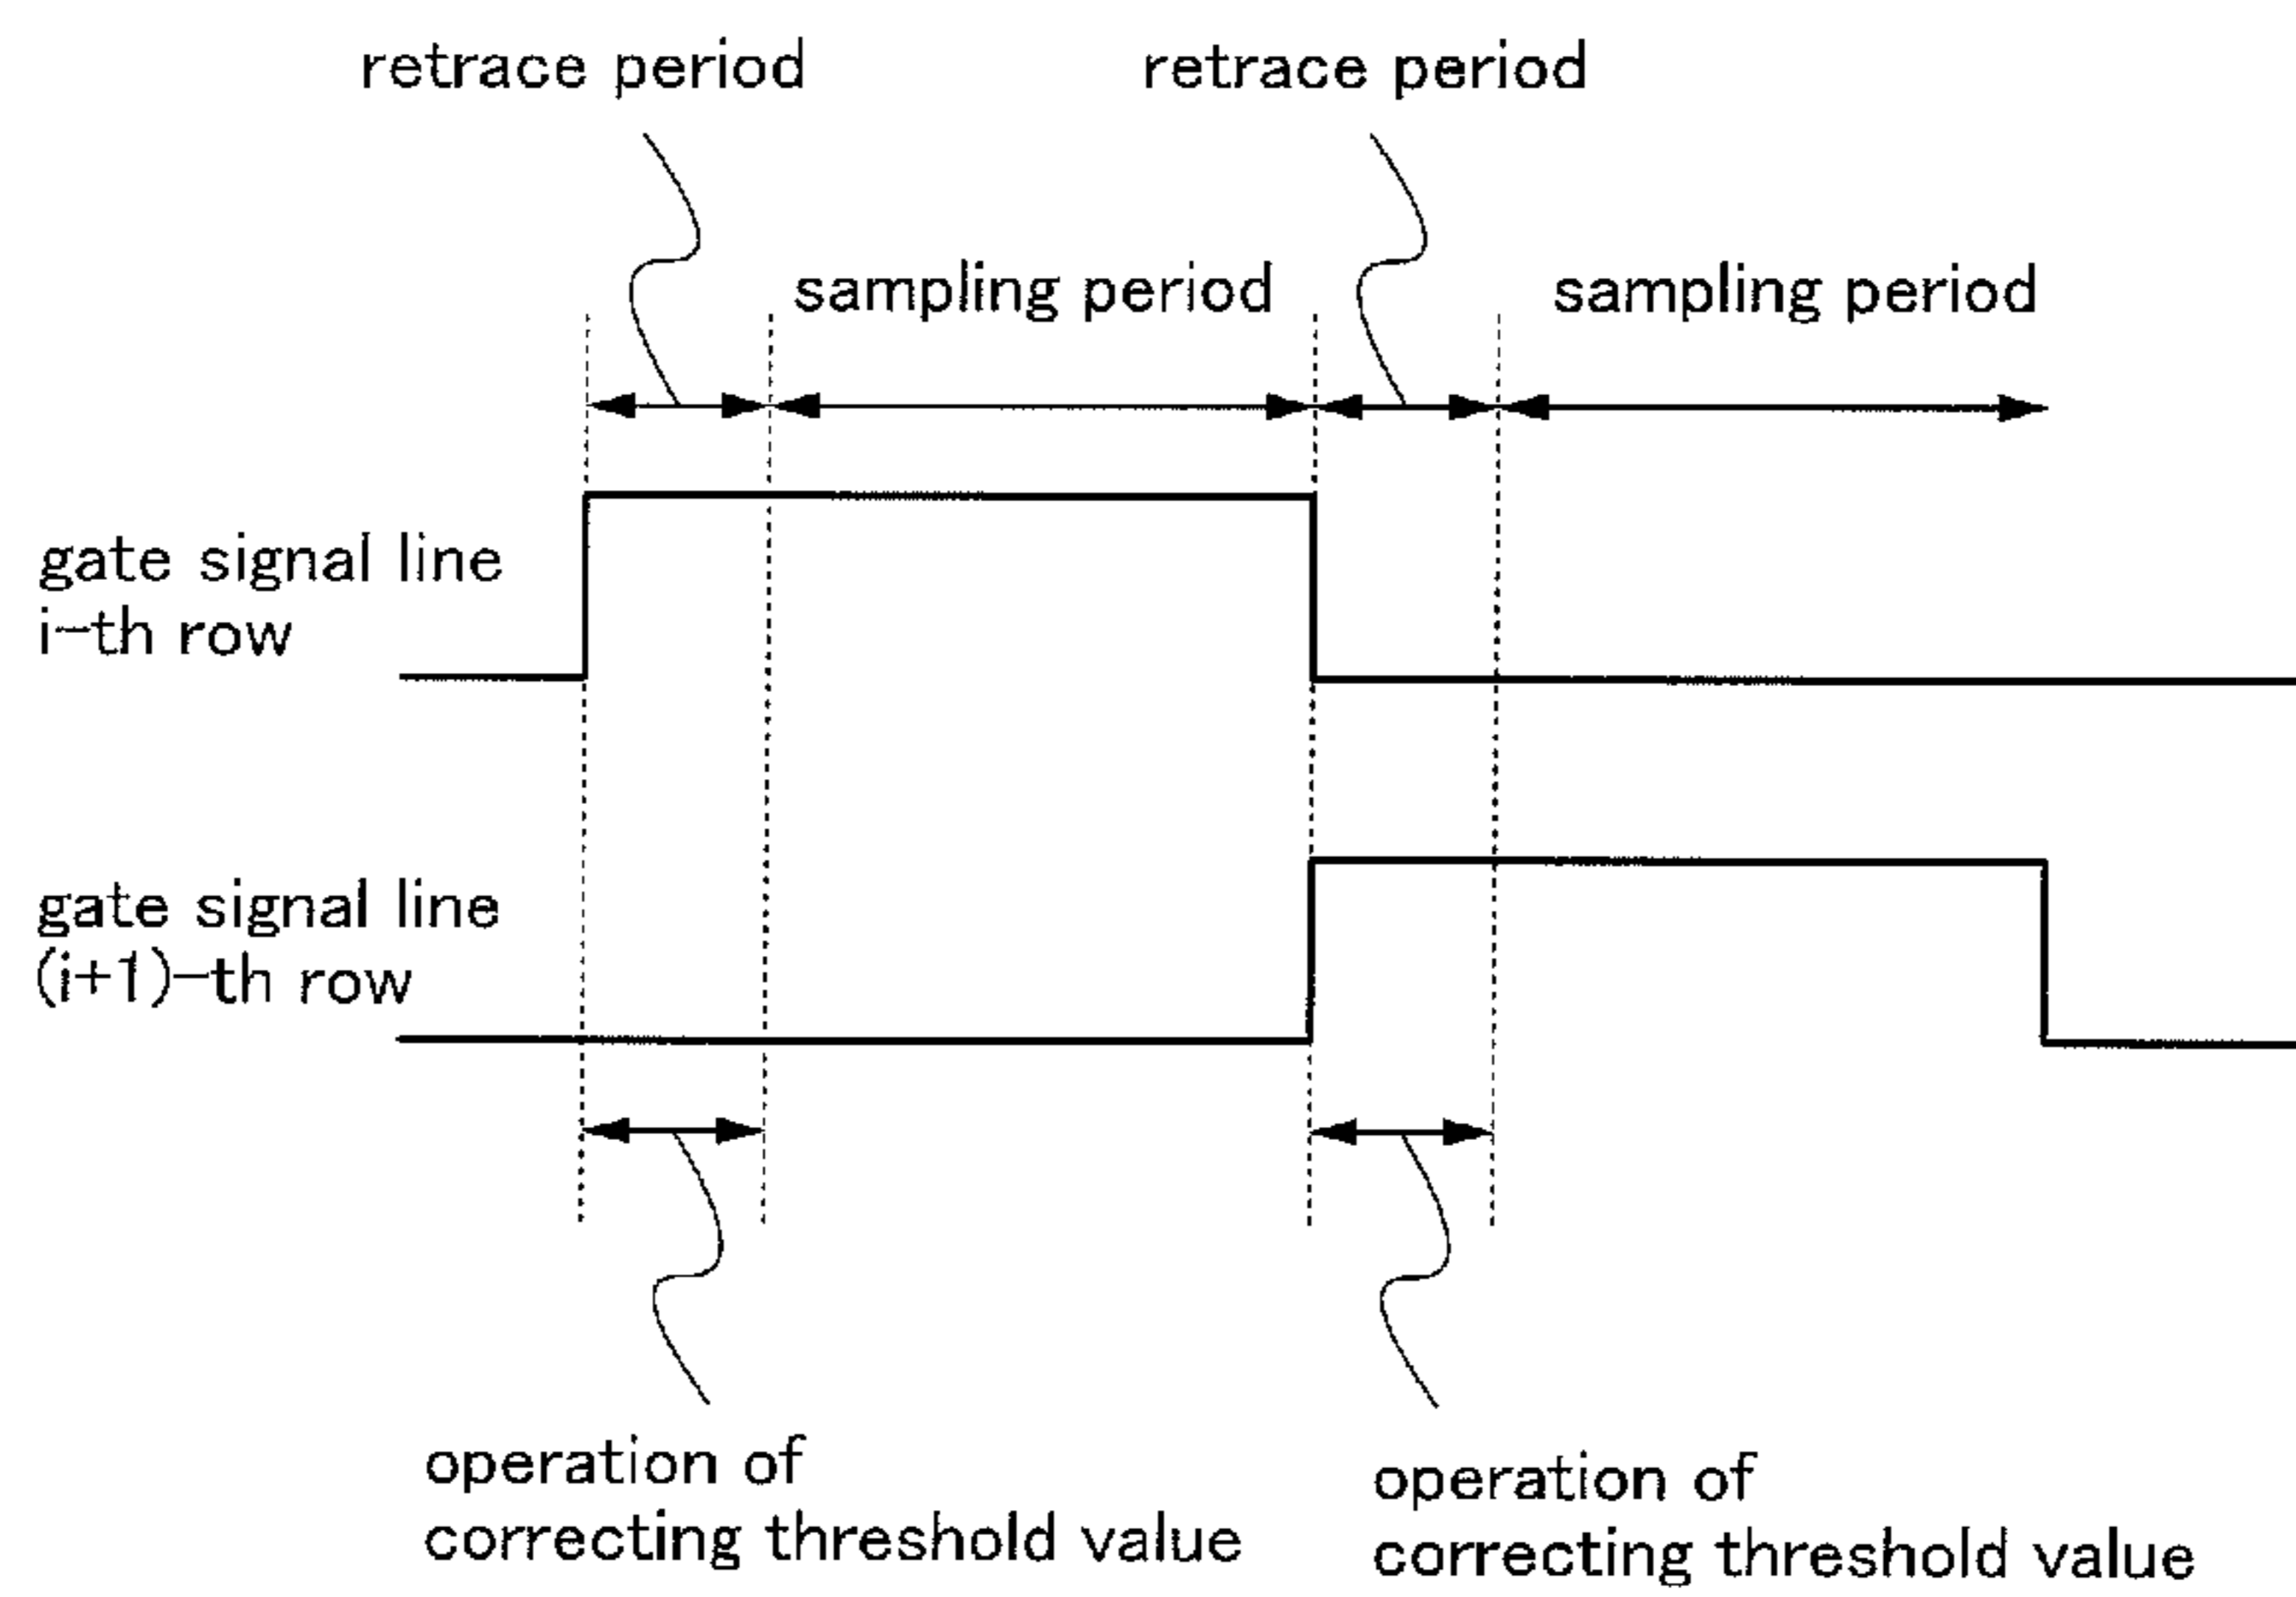 retrace period
retrace period
sampling period
sampling period
gate signal line
i-th row
gate signal line
(i+1)-th row
operation of
correcting threshold value
operation of
correcting threshold value